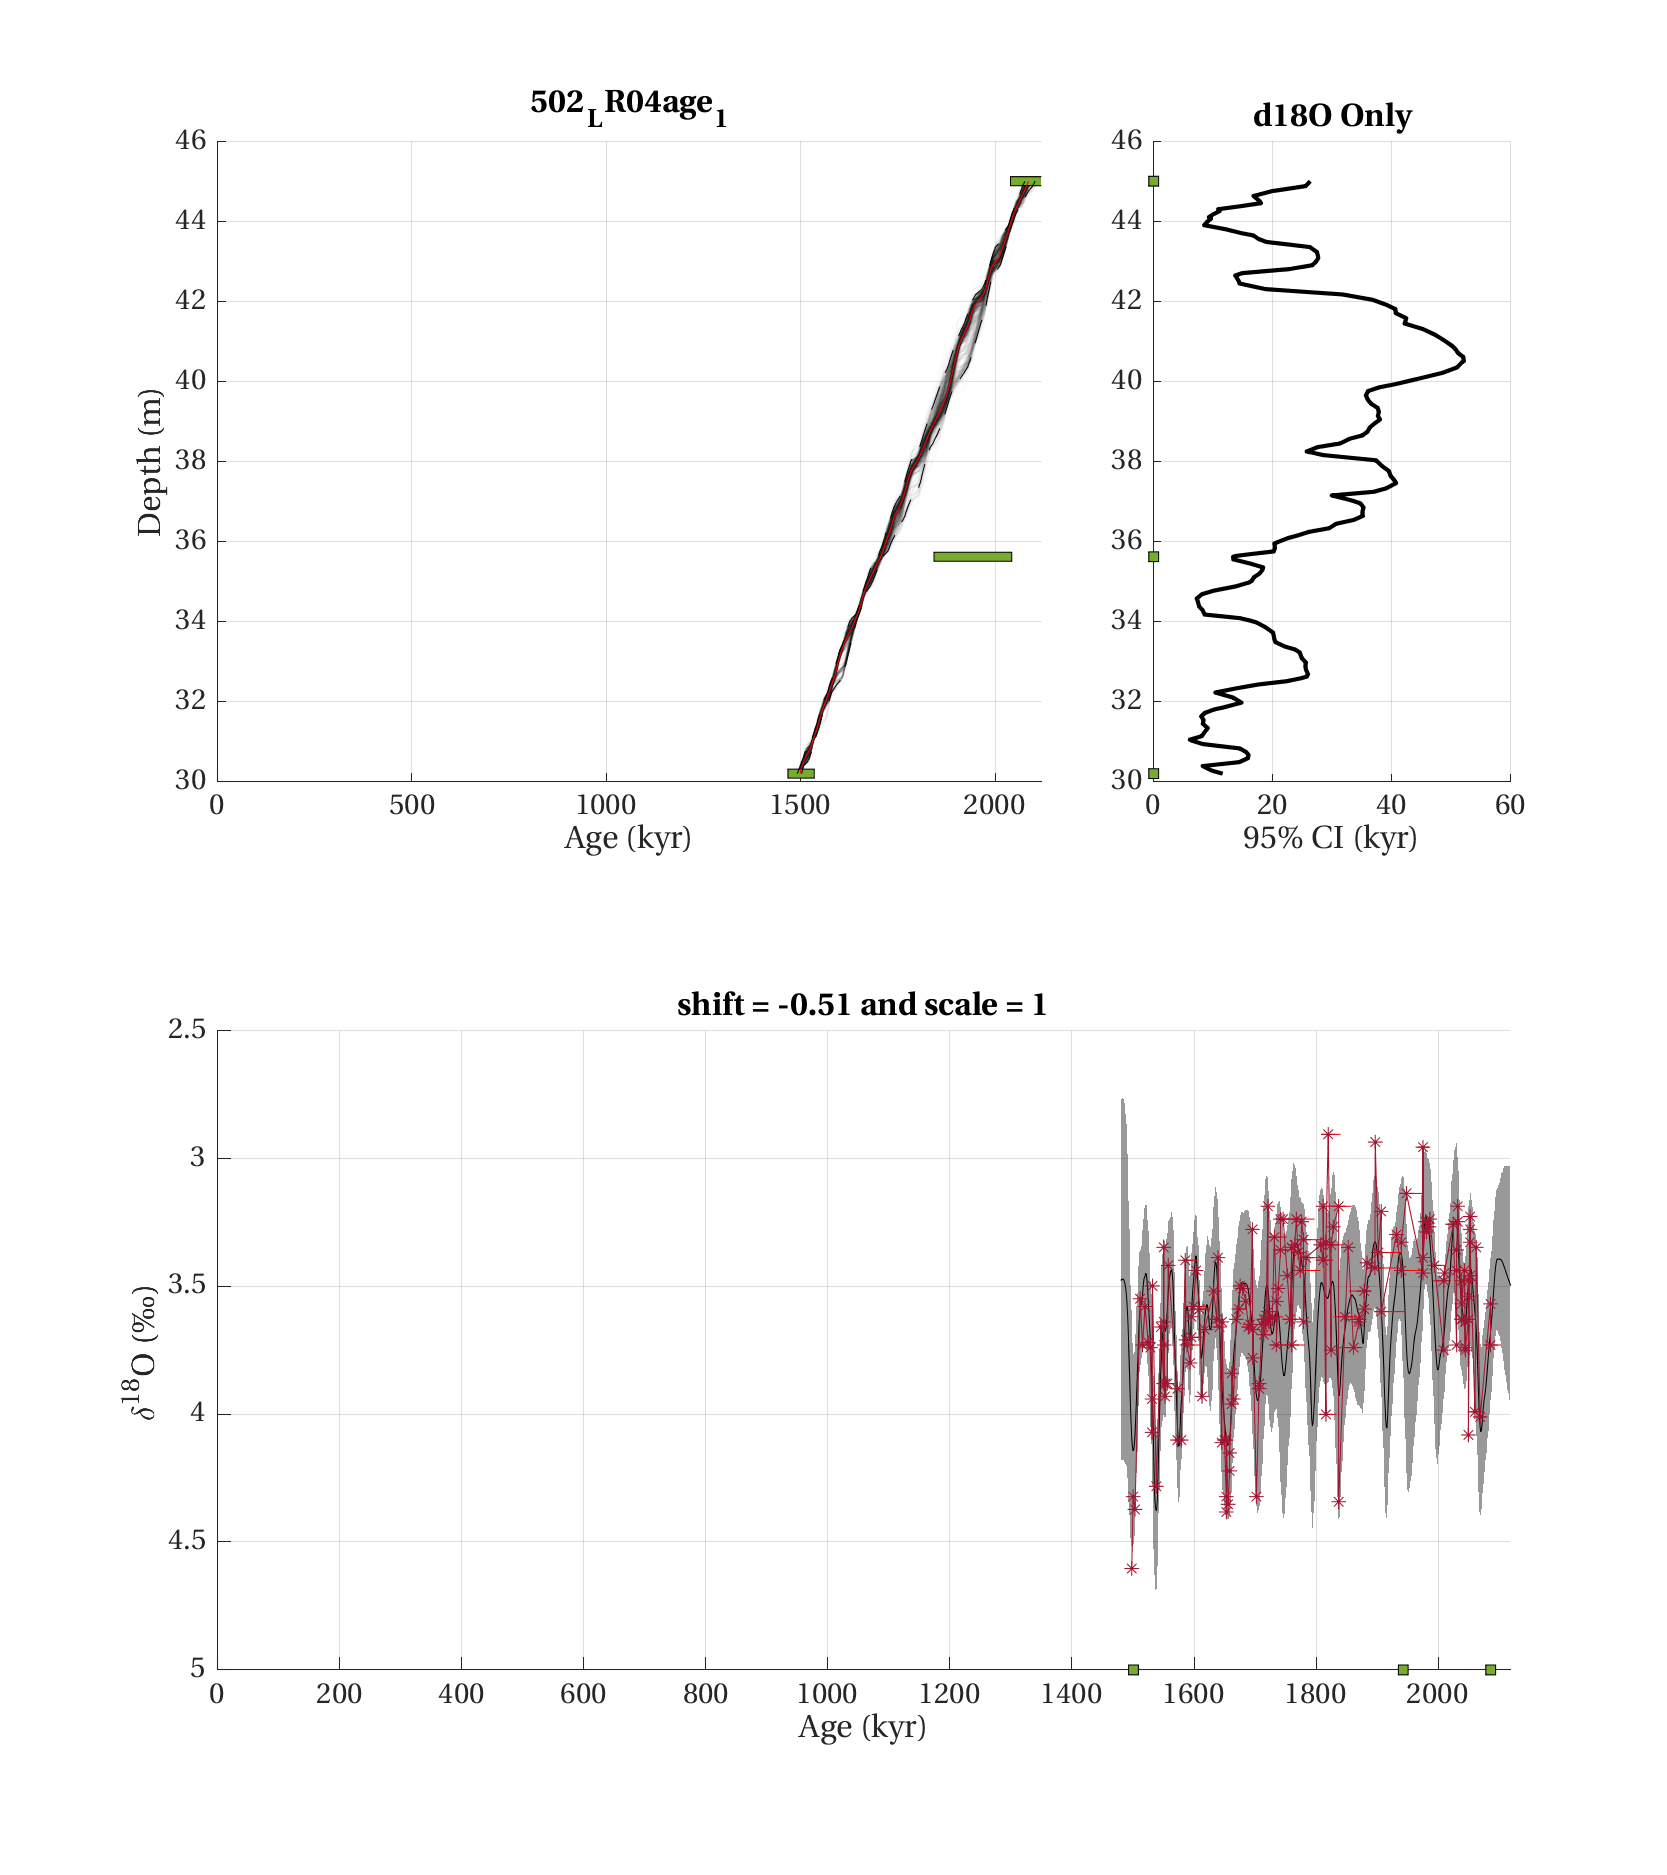 502LR04age1
d18O Only
46
44
42
40
38
36
34
32
30
Depth (m)
0 500 1000 1500 2000
Age (kyr)
46
44
42
40
38
36
34
32
30
0 20 40 60
95% CI (kyr)
shift = -0.51 and scale = 1
2.5
3
3.5
4
4.5
5
δ18O (‰)
0 200 400 600 800 1000 1200 1400 1600 1800 2000
Age (kyr)